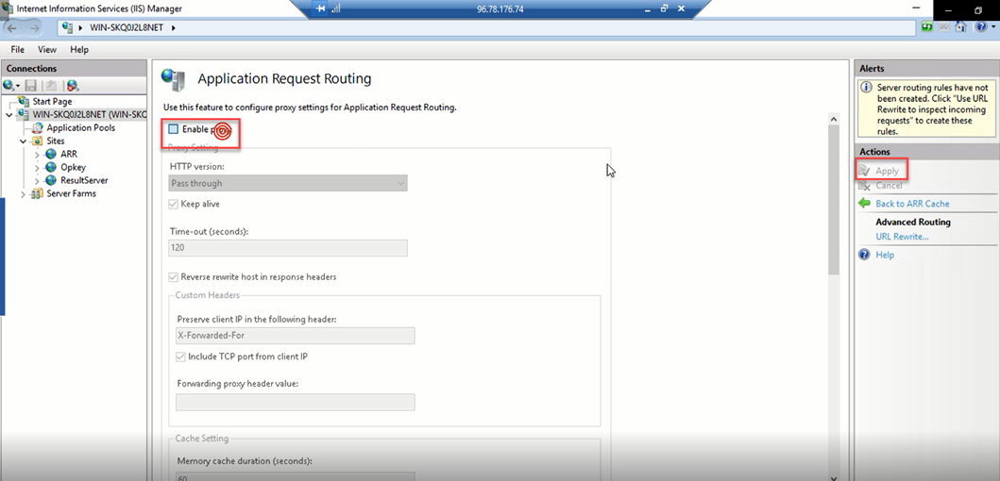 Internet Information Services (IIS) Manager
96.78.176.74
WIN-SKQ0J2L8NET
File View Help
Connections
Start Page
WIN-SKQ0J2L8NET (WIN-SKQ
Application Pools
Sites
ARR
Opkey
ResultServer
Server Farms
Application Request Routing
Use this feature to configure proxy settings for Application Request Routing.
Enable
Proxy Setting
HTTP version:
Pass through
Keep alive
Time-out (seconds):
120
Reverse rewrite host in response headers
Custom Headers
Preserve client IP in the following header:
X-Forwarded-For
Include TCP port from client IP
Forwarding proxy header value:
Cache Setting
Memory cache duration (seconds):
60
Alerts
Server routing rules have not
been created. Click "Use URL
Rewrite to inspect incoming
requests" to create these
rules.
Actions
Apply
Cancel
Back to ARR Cache
Advanced Routing
URL Rewrite...
Help